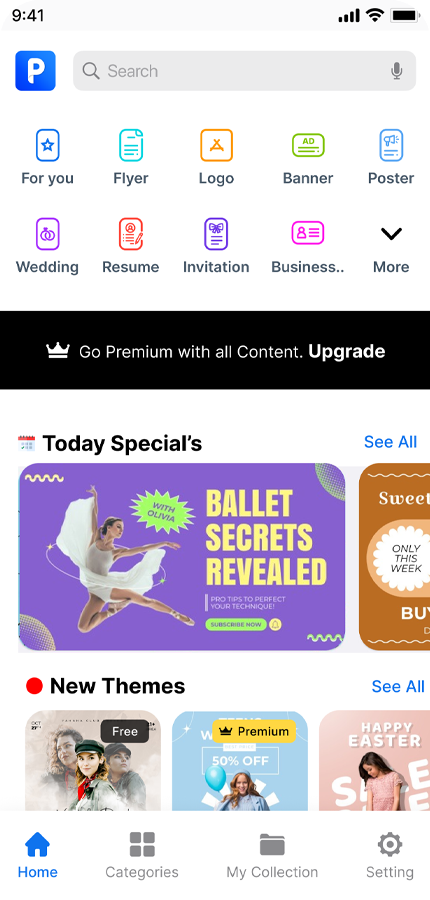 9:41
P
Search
AD
For you
Flyer
Logo
Banner
Poster
Wedding
Resume
Invitation
Business..
More
Go Premium with all Content. Upgrade
Today Special's
See All
WITH
OLIVIA
BALLET
SECRETS
REVEALED
PRO TIPS TO PERFECT
YOUR TECHNIQUE!
SUBSCRIBE NOW
Sweet
ONLY
THIS
WEEK
BU
New Themes
See All
Free
Premium
50% OFF
HAPPY
EASTER
Home
Categories
My Collection
Setting